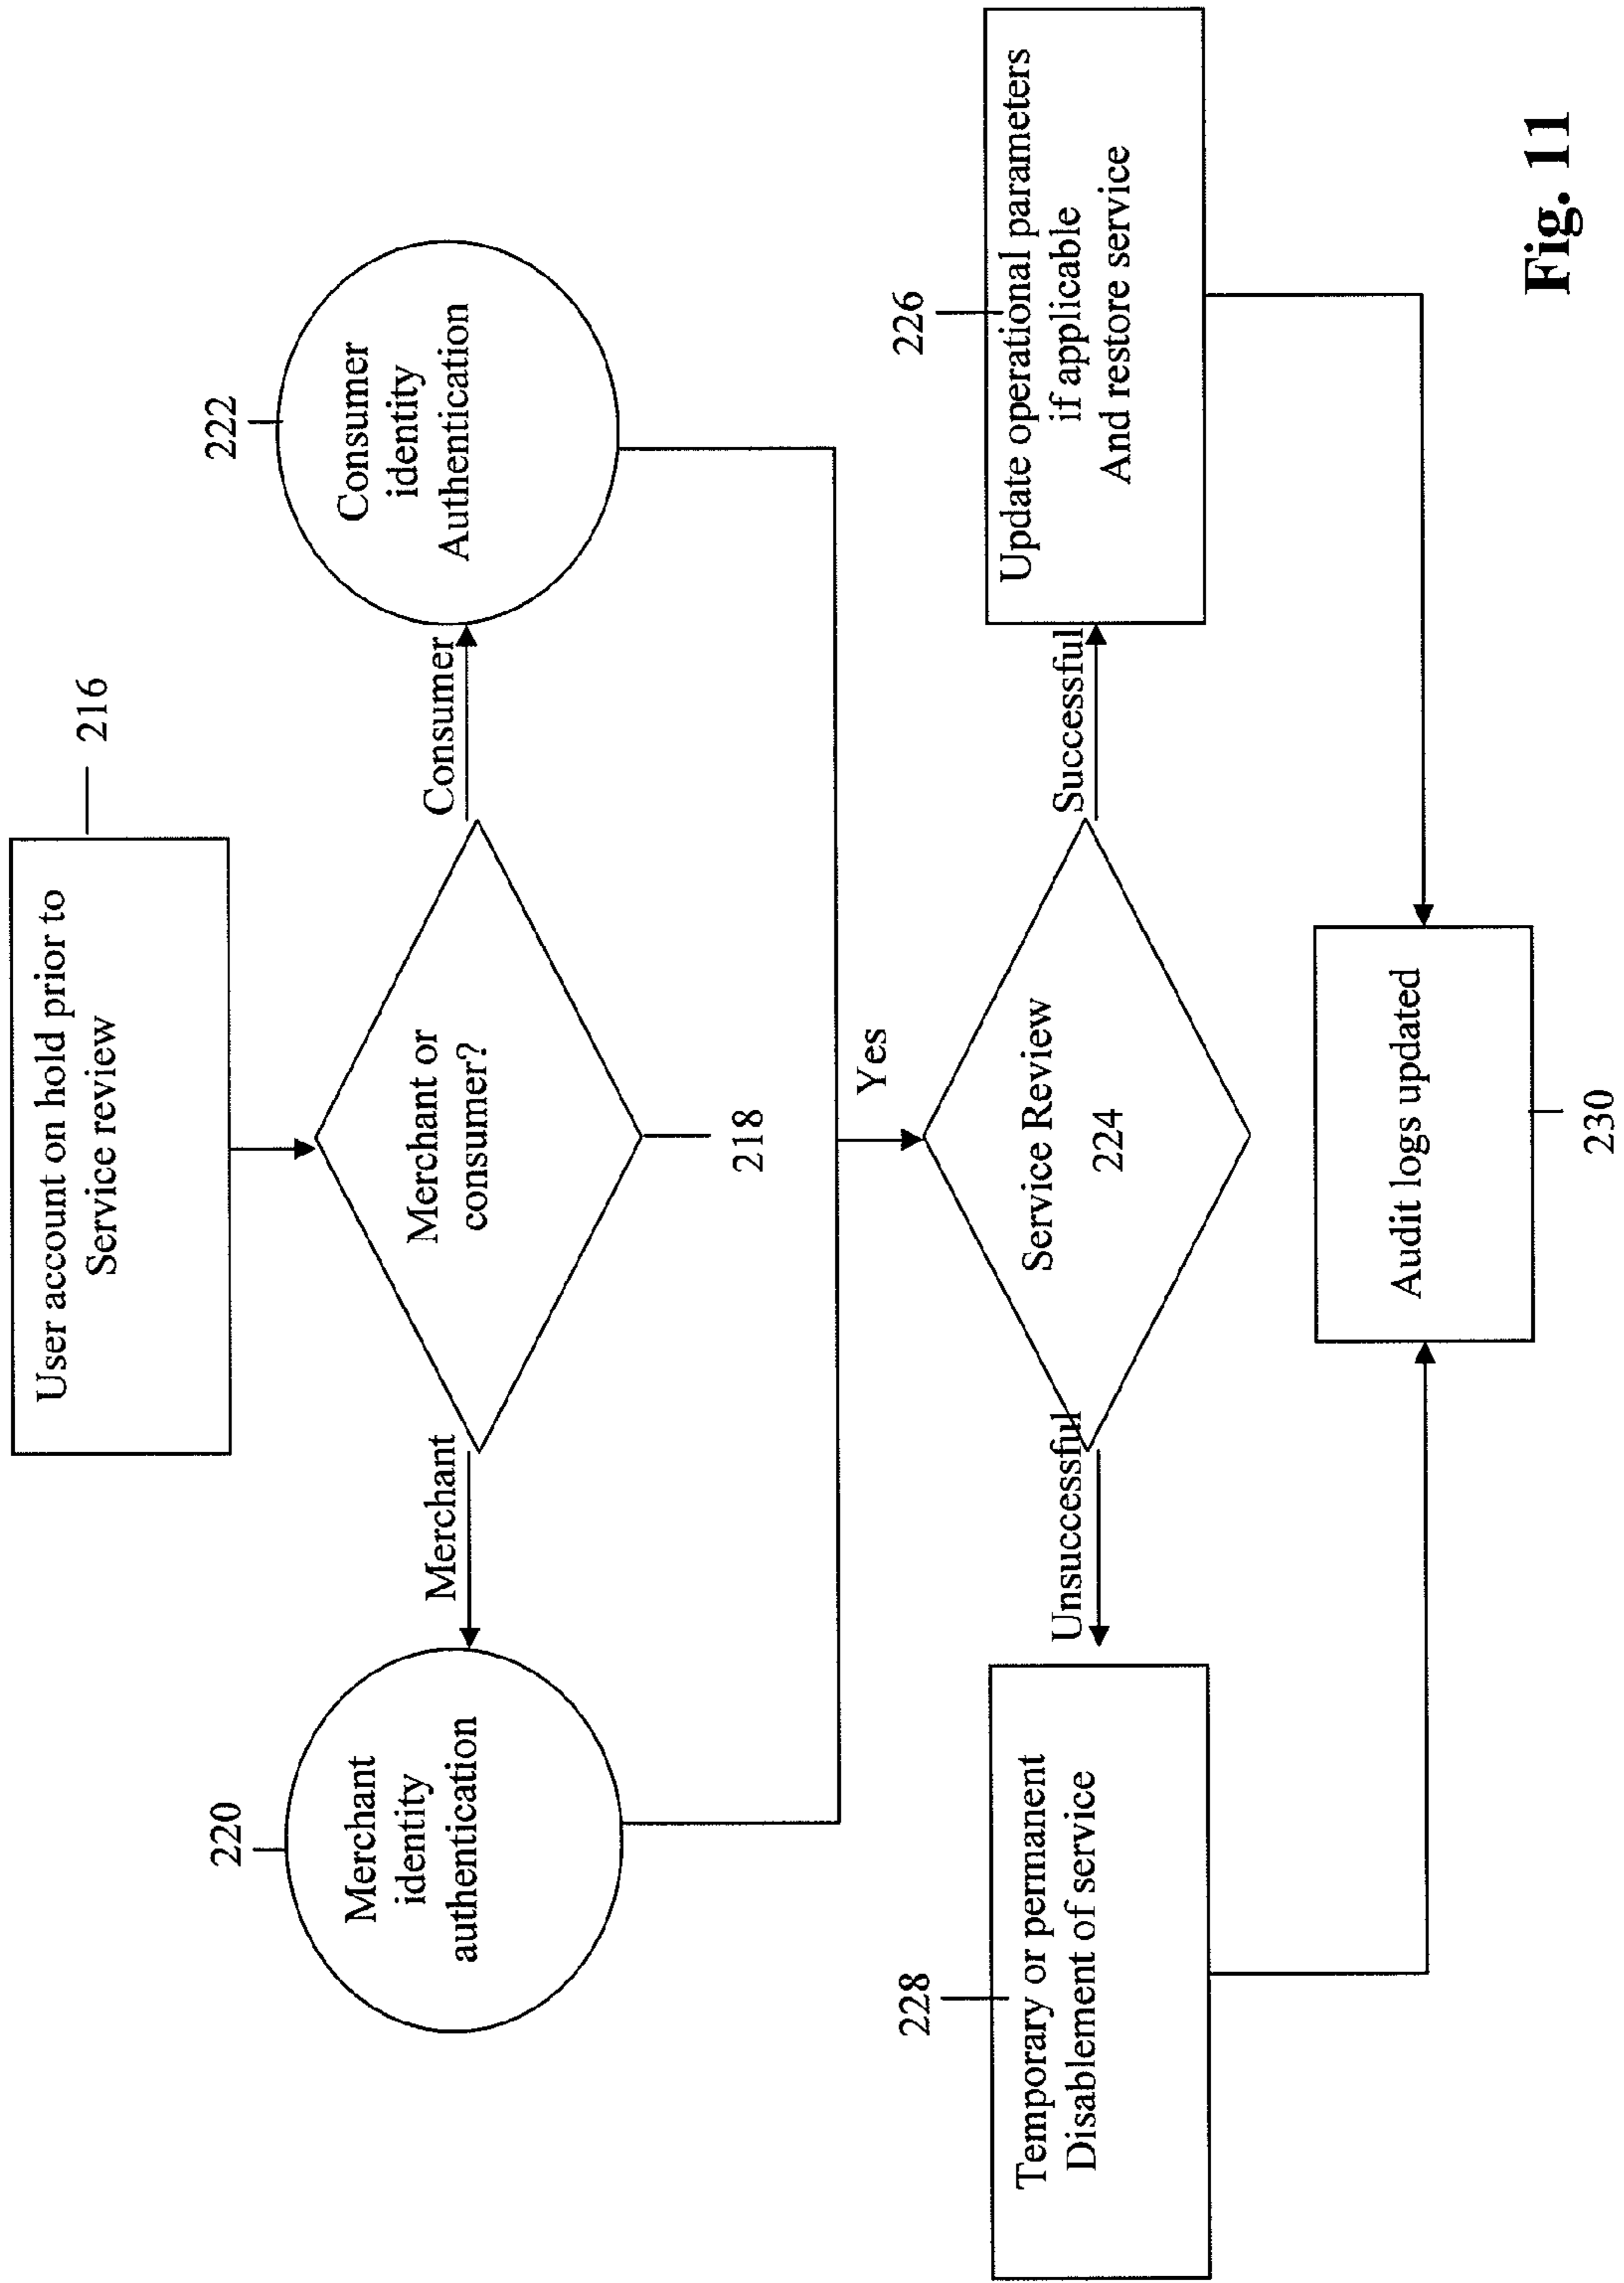 User account on hold prior to
Service review
216
220
Merchant
identity
authentication
Merchant
Merchant or
consumer?
218
Consumer
222
Consumer
identity
Authentication
Yes
228
Temporary or permanent
Disablement of service
Unsuccessful
Service Review
224
Successful
226
Update operational parameters
if applicable
And restore service
Audit logs updated
230
Fig. 11